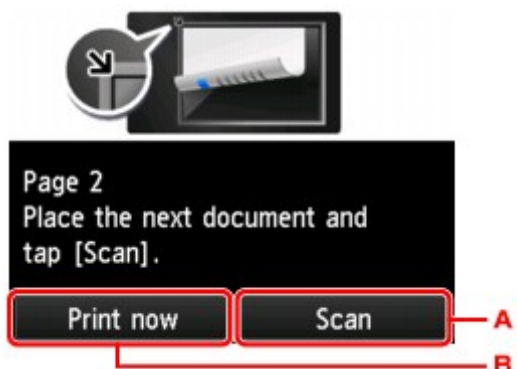 Page 2
Place the next document and
tap [Scan].
Print now Scan A
B